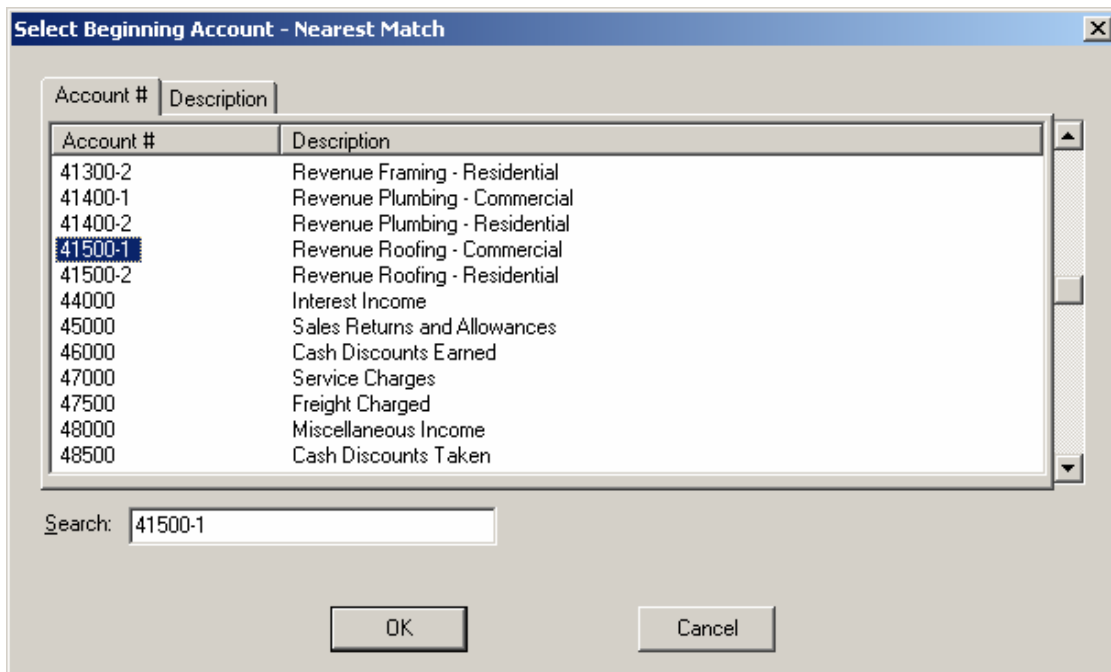 Select Beginning Account - Nearest Match
Account # Description
Account # Description
41300-2 Revenue Framing - Residential
41400-1 Revenue Plumbing - Commercial
41400-2 Revenue Plumbing - Residential
41500-1 Revenue Roofing - Commercial
41500-2 Revenue Roofing - Residential
44000 Interest Income
45000 Sales Returns and Allowances
46000 Cash Discounts Earned
47000 Service Charges
47500 Freight Charged
48000 Miscellaneous Income
48500 Cash Discounts Taken
Search: 41500-1
OK Cancel